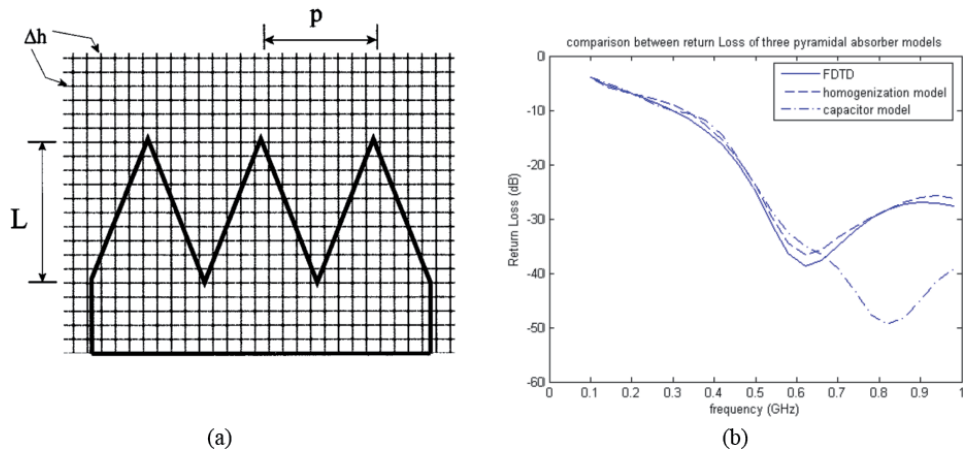 Δh
p
L
(a)
comparison between return Loss of three pyramidal absorber models
FDTD
homogenization model
capacitor model
Return Loss (dB)
0
-10
-20
-30
-40
-50
-60
0 0.1 0.2 0.3 0.4 0.5 0.6 0.7 0.8 0.9 1
frequency (GHz)
(b)